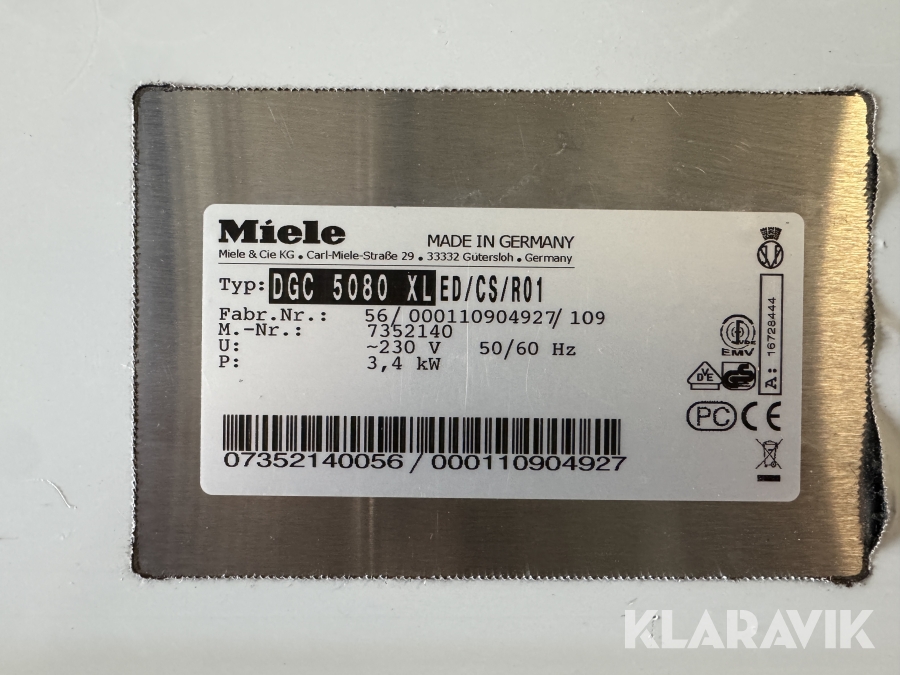 Miele
MADE IN GERMANY
Miele & Cie KG • Carl-Miele-Straße 29 • 33332 Gütersloh • Germany
Typ: DGC 5080 XL ED/CS/R01
Fabr.Nr.: 56/000110904927/109
M.-Nr.: 7352140
U: ~230 V 50/60 Hz
P: 3,4 kW
07352140056/000110904927
A: 16728444
EMV
VDE
PC CE
KLARAVIK